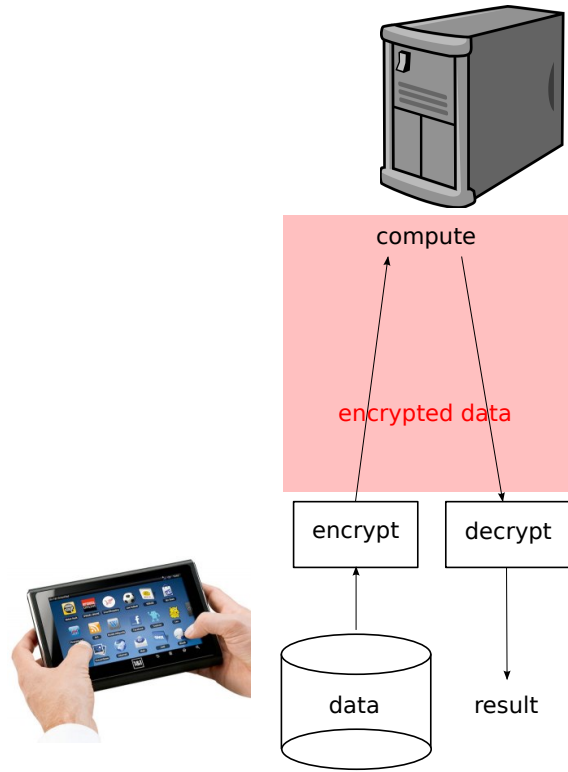 compute
encrypted data
encrypt
decrypt
data
result